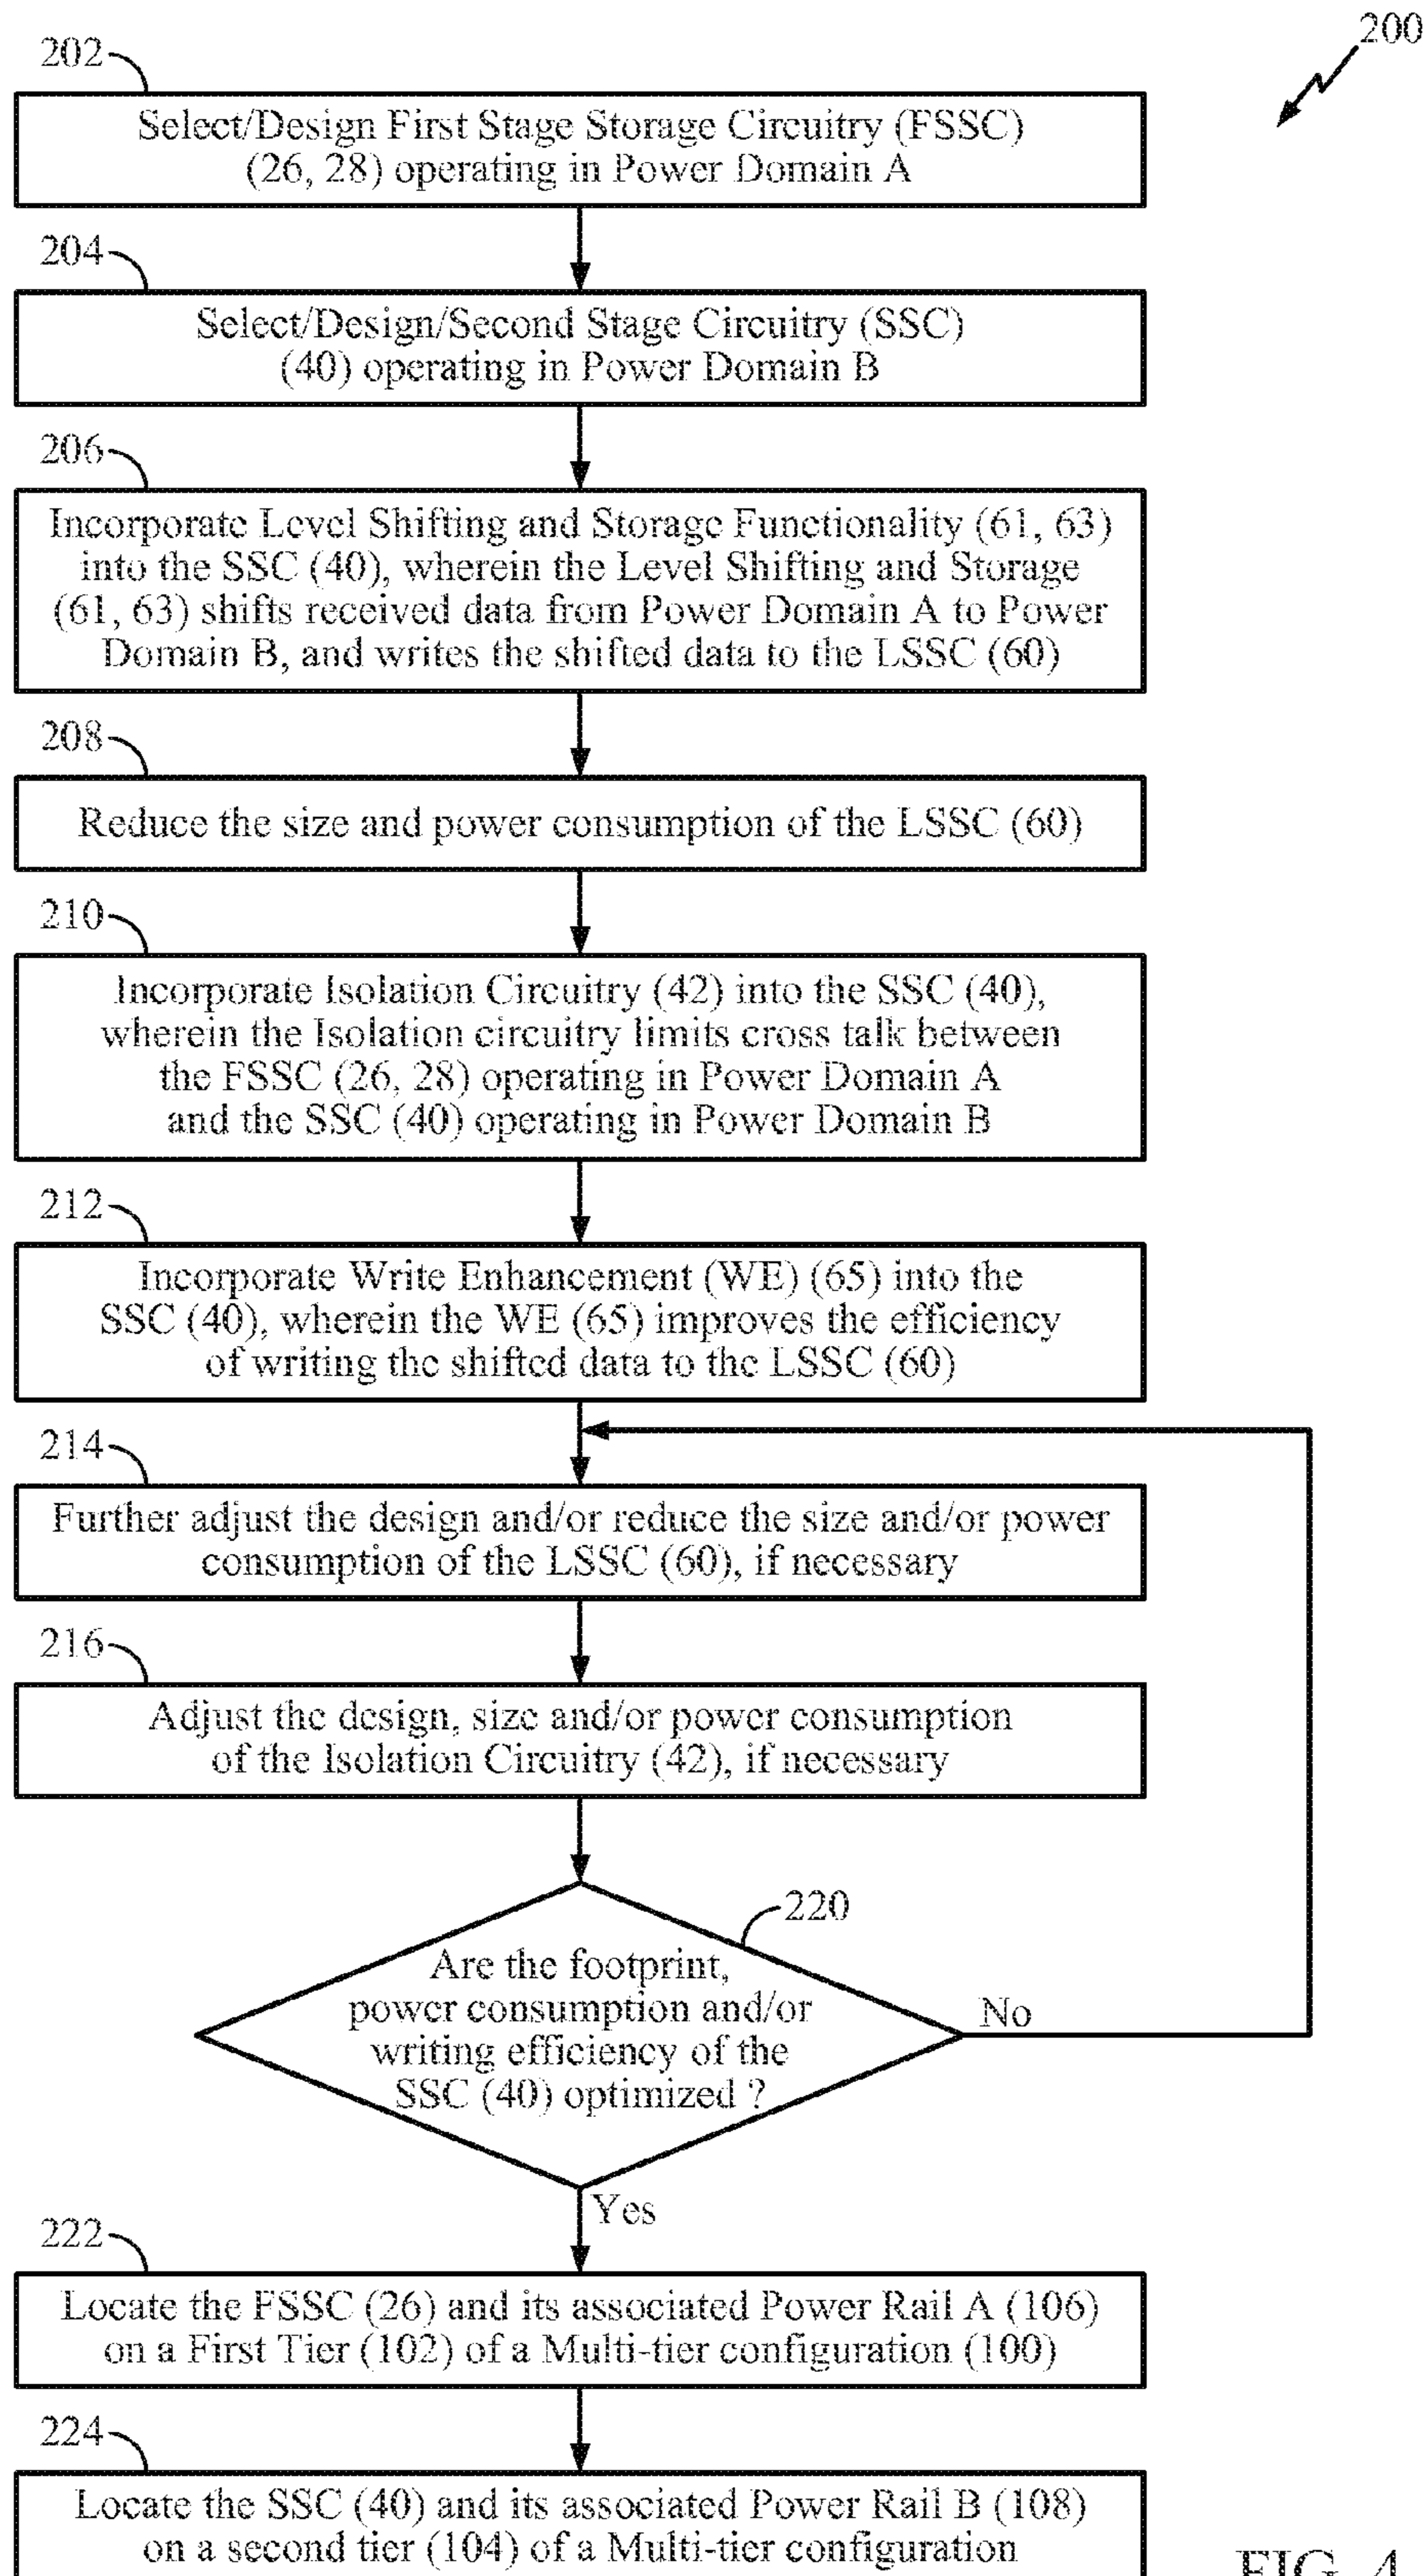 200
202
Select/Design First Stage Storage Circuitry (FSSC)
(26, 28) operating in Power Domain A
204
Select/Design/Second Stage Circuitry (SSC)
(40) operating in Power Domain B
206
Incorporate Level Shifting and Storage Functionality (61, 63)
into the SSC (40), wherein the Level Shifting and Storage
(61, 63) shifts received data from Power Domain A to Power
Domain B, and writes the shifted data to the LSSC (60)
208
Reduce the size and power consumption of the LSSC (60)
210
Incorporate Isolation Circuitry (42) into the SSC (40),
wherein the Isolation circuitry limits cross talk between
the FSSC (26, 28) operating in Power Domain A
and the SSC (40) operating in Power Domain B
212
Incorporate Write Enhancement (WE) (65) into the
SSC (40), wherein the WE (65) improves the efficiency
of writing the shifted data to the LSSC (60)
214
Further adjust the design and/or reduce the size and/or power
consumption of the LSSC (60), if necessary
216
Adjust the design, size and/or power consumption
of the Isolation Circuitry (42), if necessary
220
Are the footprint,
power consumption and/or
writing efficiency of the
SSC (40) optimized ?
No
Yes
222
Locate the FSSC (26) and its associated Power Rail A (106)
on a First Tier (102) of a Multi-tier configuration (100)
224
Locate the SSC (40) and its associated Power Rail B (108)
on a second tier (104) of a Multi-tier configuration
FIG. 4